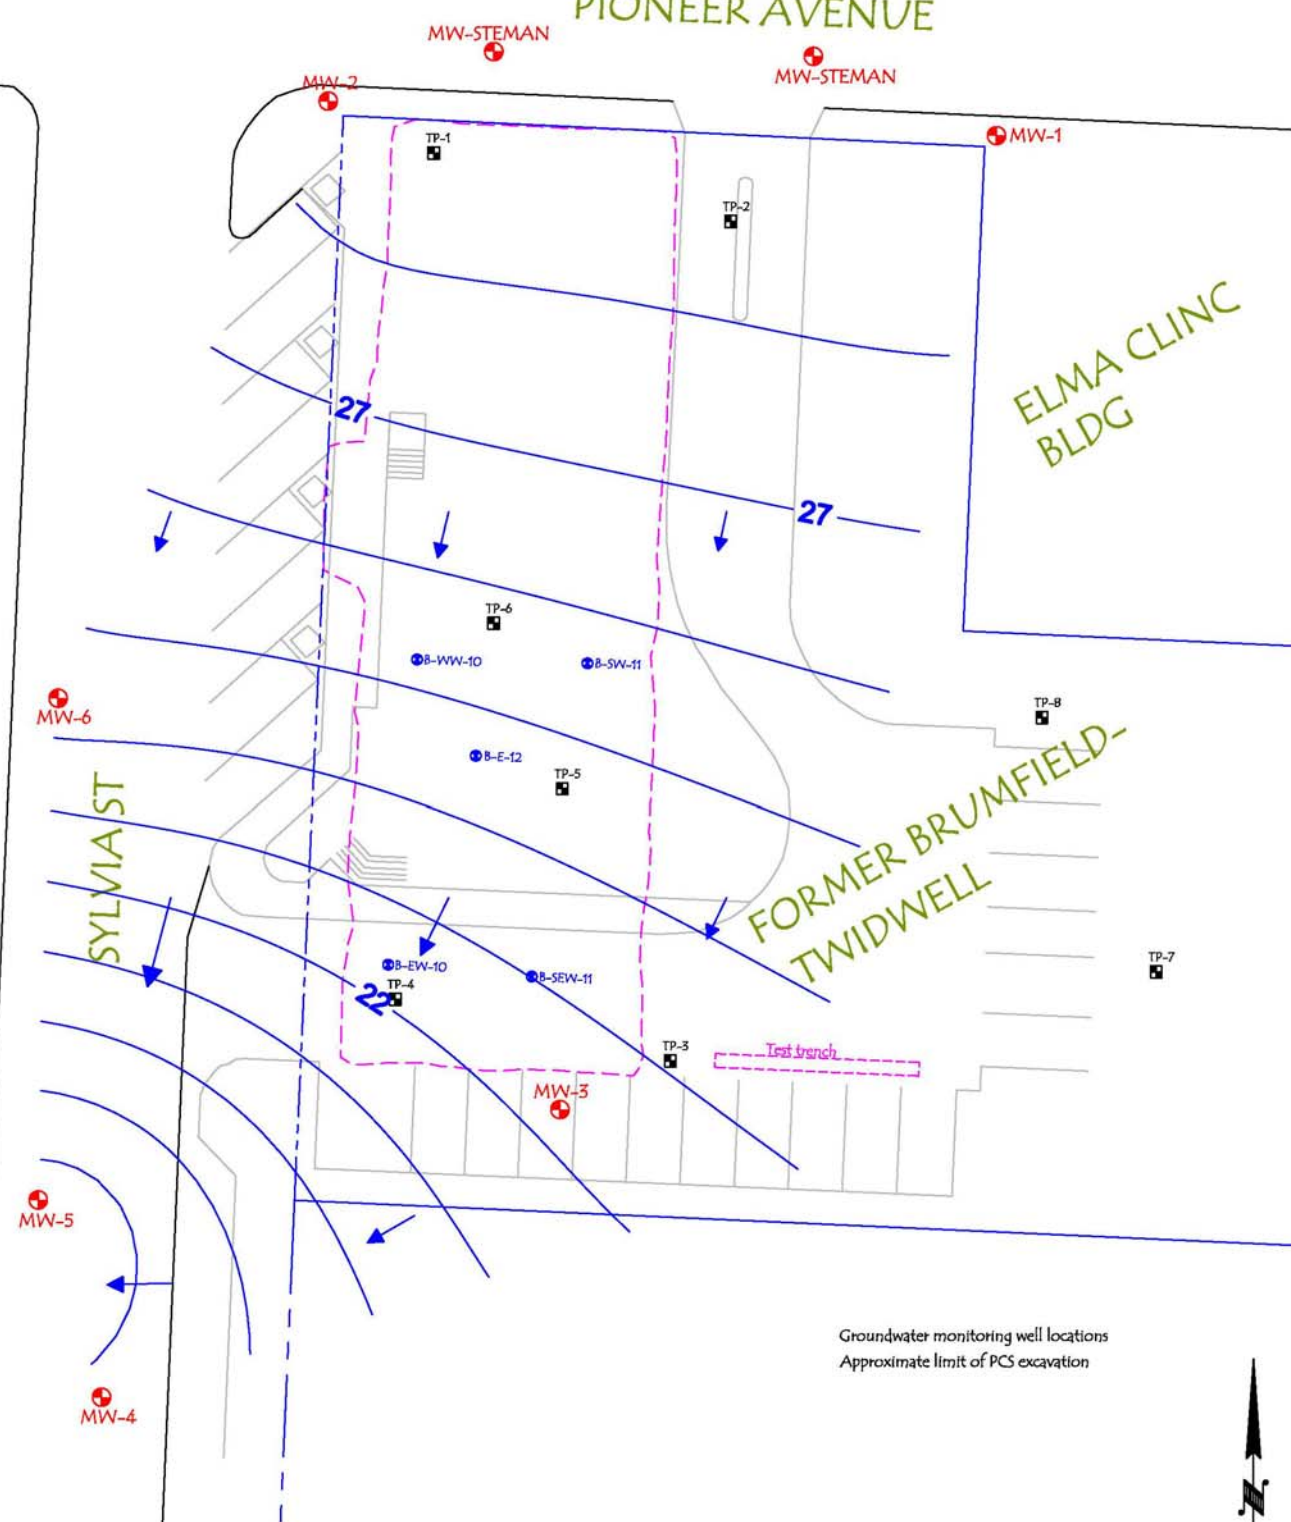 PIONEER AVENUE
MW-STEMAN
MW-STEMAN
MW-2
MW-1
TP-1
TP-2
ELMA CLINC
BLDG
27
27
TP-6
B-WW-10
B-SW-11
MW-6
TP-8
B-E-12
TP-5
SYLVIA ST
FORMER BRUMFIELD-
TWIDWELL
B-EW-10
B-SEW-11
TP-4
22
TP-7
TP-3
Test trench
MW-3
MW-5
MW-4
Groundwater monitoring well locations
Approximate limit of PCS excavation
N